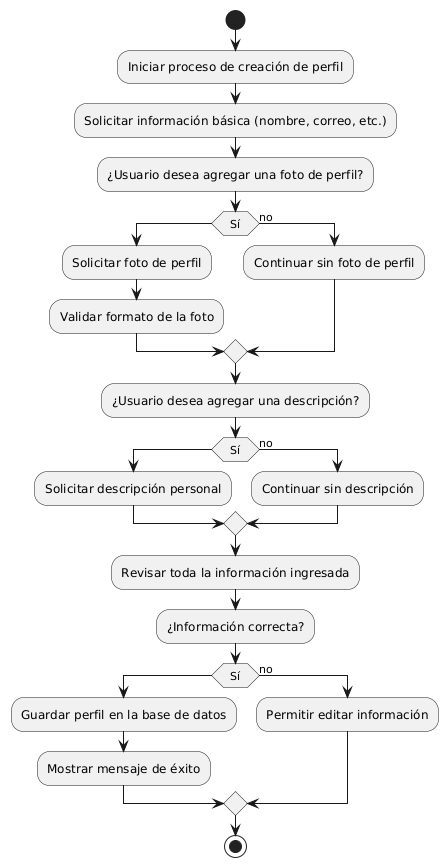 Iniciar proceso de creación de perfil
Solicitar información básica (nombre, correo, etc.)
¿Usuario desea agregar una foto de perfil?
Sí
no
Solicitar foto de perfil
Continuar sin foto de perfil
Validar formato de la foto
¿Usuario desea agregar una descripción?
Sí
no
Solicitar descripción personal
Continuar sin descripción
Revisar toda la información ingresada
¿Información correcta?
Sí
no
Guardar perfil en la base de datos
Permitir editar información
Mostrar mensaje de éxito